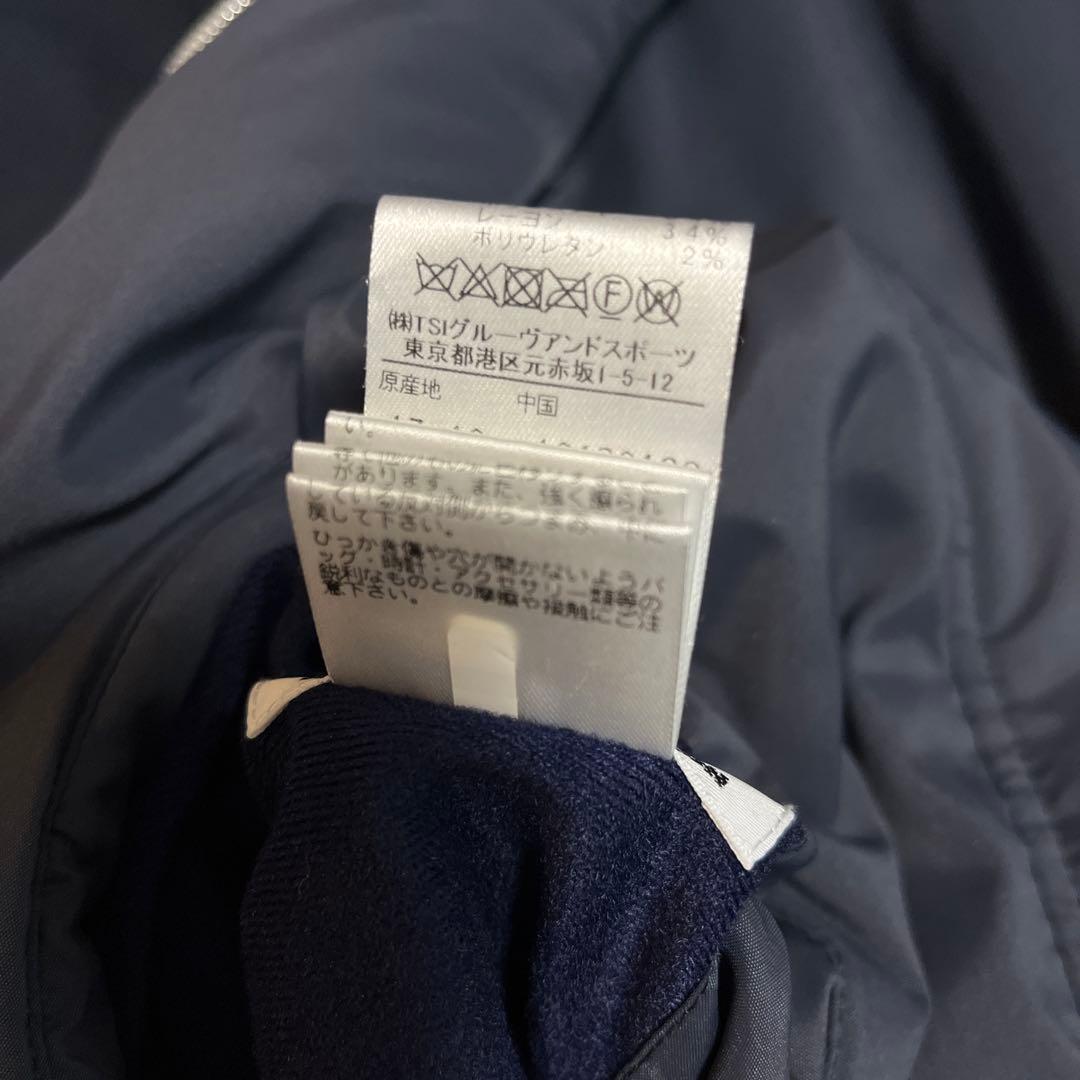 レーヨン 34%
ポリウレタン 2%
F W
㈱TSIグルーヴアンドスポーツ
東京都港区元赤坂1-5-12
原産地 中国
い。
があります。また、強く擦られ
戻して下さい。
ひっかき傷や穴が開かないようバ
ッグ・時計・アクセサリー類等の
鋭利なものとの摩擦や接触にご注
意下さい。